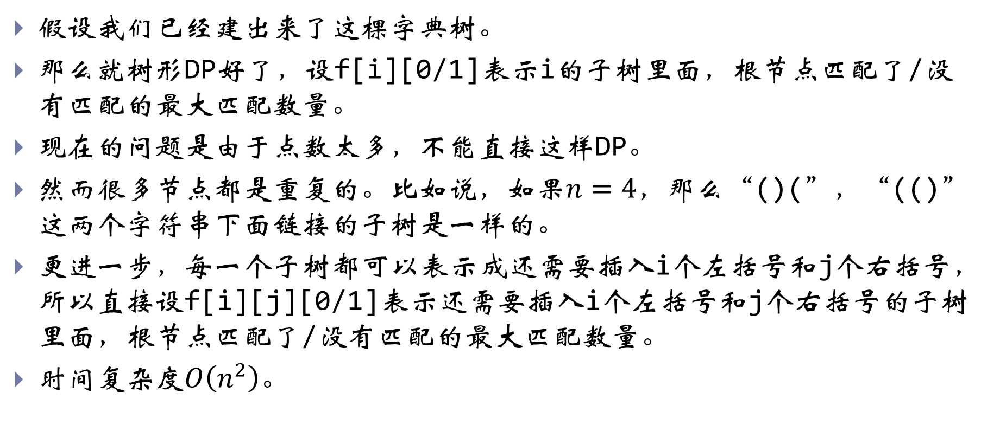 假设我们已经建出来了这棵字典树。
那么就树形DP好了，设f[i][0/1]表示i的子树里面，根节点匹配了/没
有匹配的最大匹配数量。
现在的问题是由于点数太多，不能直接这样DP。
然而很多节点都是重复的。比如说，如果n = 4，那么“()(”，“(()”
这两个字符串下面链接的子树是一样的。
更进一步，每一个子树都可以表示成还需要插入i个左括号和j个右括号，
所以直接设f[i][j][0/1]表示还需要插入i个左括号和j个右括号的子树
里面，根节点匹配了/没有匹配的最大匹配数量。
时间复杂度O(n²)。